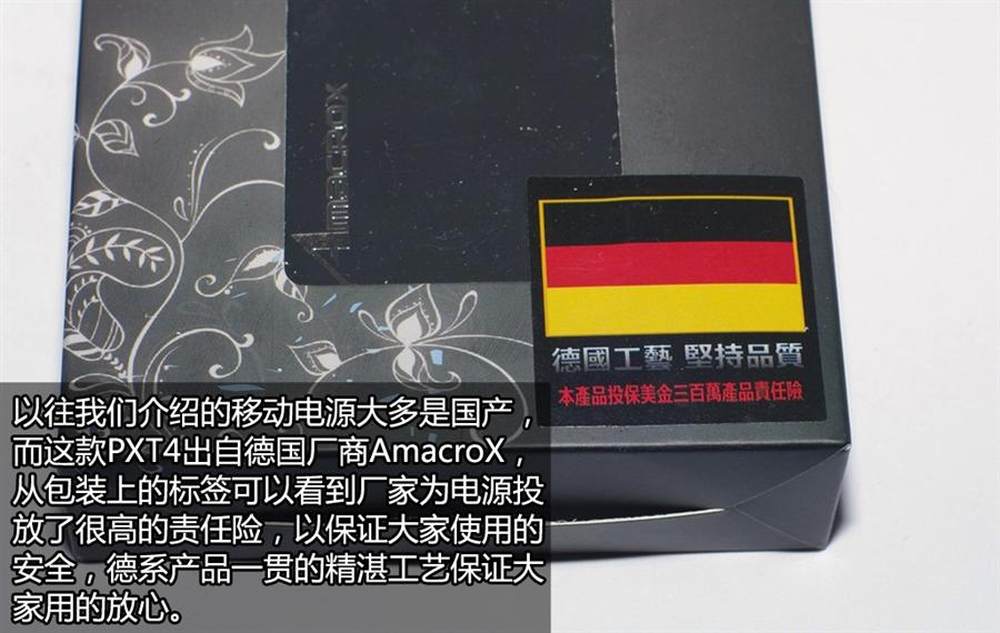 Amacrox
德國工藝 堅持品質
本產品投保美金三百萬產品責任險
以往我们介绍的移动电源大多是国产，
而这款PXT4出自德国厂商AmacroX，
从包装上的标签可以看到厂家为电源投
放了很高的责任险，以保证大家使用的
安全，德系产品一贯的精湛工艺保证大
家用的放心。